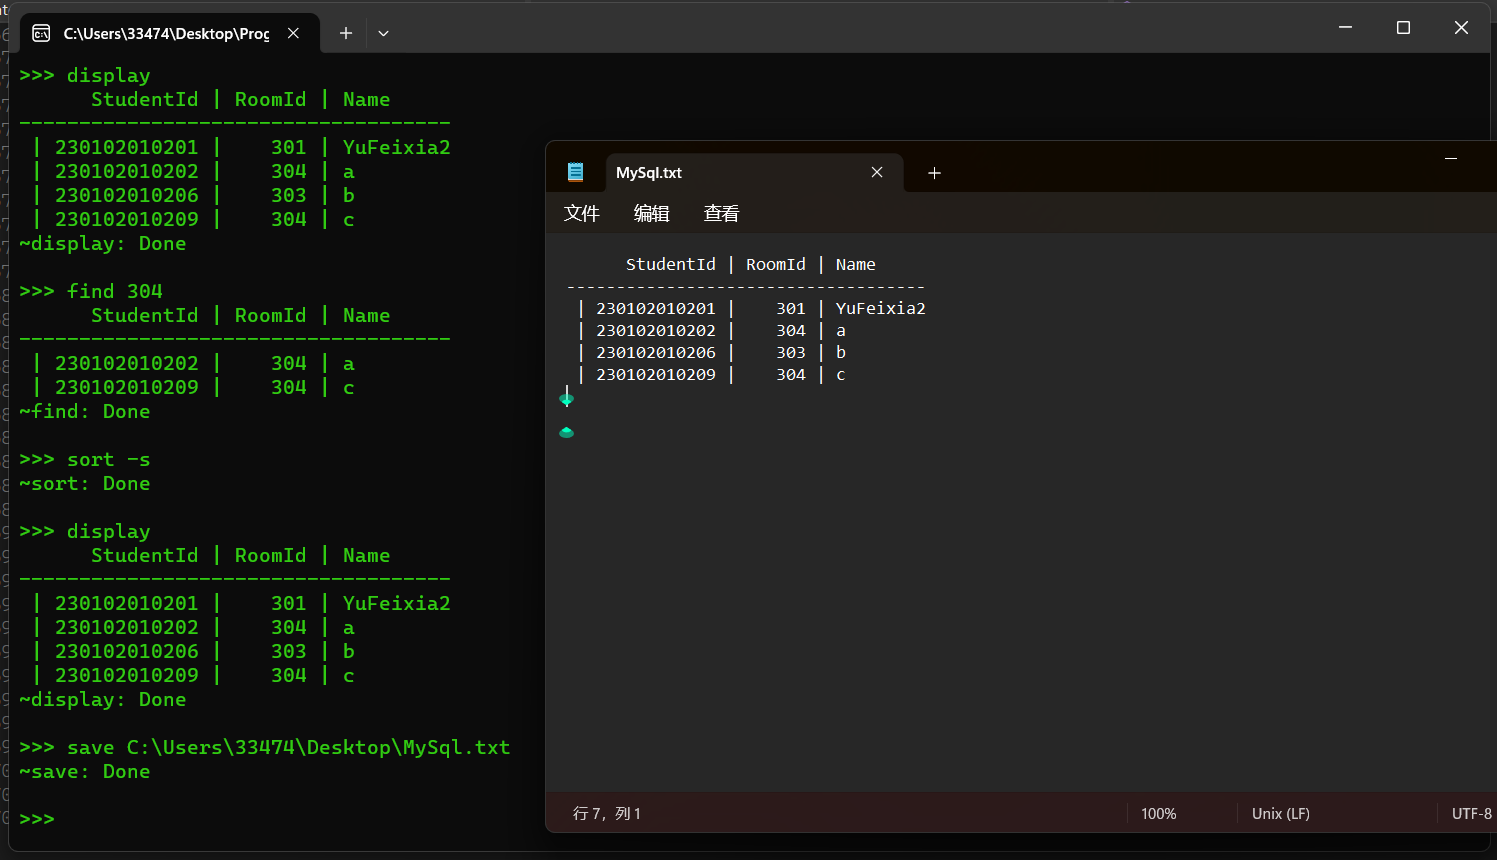 C:\Users\33474\Desktop\Prog
>>> display
      StudentId | RoomId | Name
------------------------------------
 | 230102010201 |    301 | YuFeixia2
 | 230102010202 |    304 | a
 | 230102010206 |    303 | b
 | 230102010209 |    304 | c
~display: Done
>>> find 304
      StudentId | RoomId | Name
------------------------------------
 | 230102010202 |    304 | a
 | 230102010209 |    304 | c
~find: Done
>>> sort -s
~sort: Done
>>> display
      StudentId | RoomId | Name
------------------------------------
 | 230102010201 |    301 | YuFeixia2
 | 230102010202 |    304 | a
 | 230102010206 |    303 | b
 | 230102010209 |    304 | c
~display: Done
>>> save C:\Users\33474\Desktop\MySql.txt
~save: Done
>>>
MySql.txt
文件 编辑 查看
      StudentId | RoomId | Name
------------------------------------
 | 230102010201 |    301 | YuFeixia2
 | 230102010202 |    304 | a
 | 230102010206 |    303 | b
 | 230102010209 |    304 | c
行 7，列 1 100% Unix (LF) UTF-8